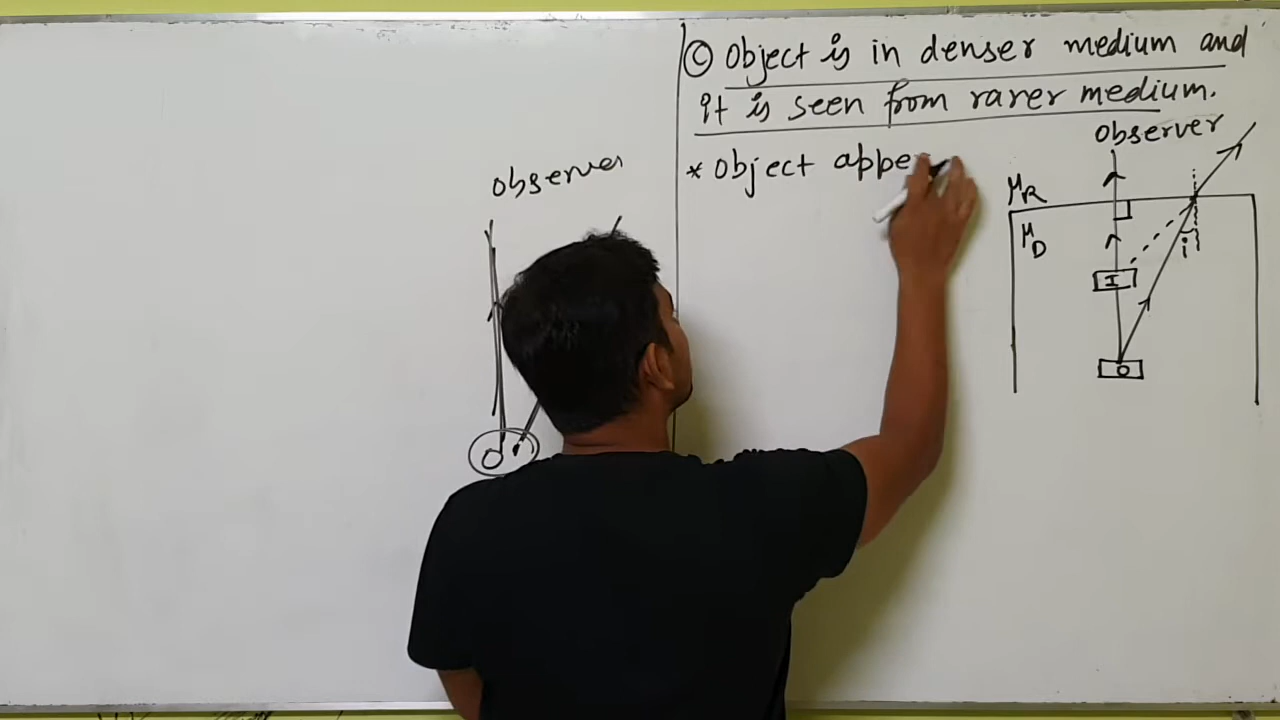 © Object is in denser medium and
it is seen from rarer medium.
* Object appe
Observer
μR
μD
i
I
O
Observer
O